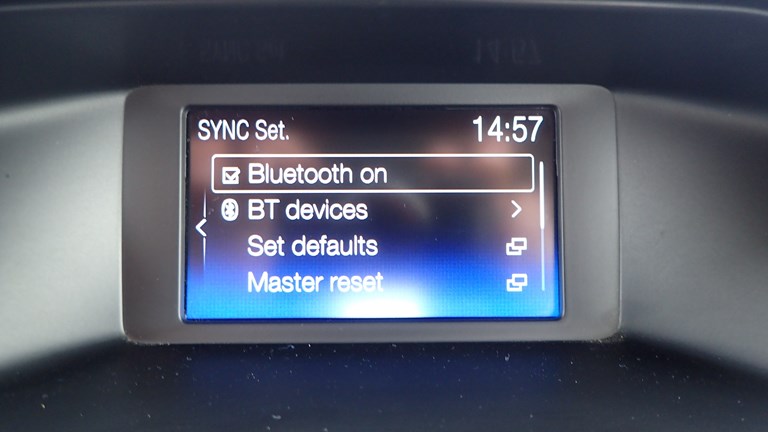 SYNC Set.
14:57
Bluetooth on
BT devices
Set defaults
Master reset